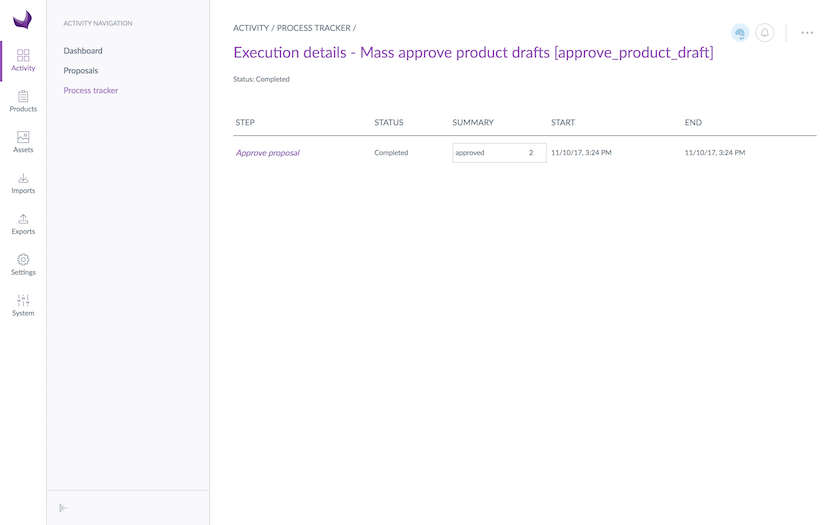 ACTIVITY NAVIGATION
Dashboard
Proposals
Process tracker
Activity
Products
Assets
Imports
Exports
Settings
System
ACTIVITY / PROCESS TRACKER /
Execution details - Mass approve product drafts [approve_product_draft]
Status: Completed
STEP STATUS SUMMARY START END
Approve proposal Completed approved 2 11/10/17, 3:24 PM 11/10/17, 3:24 PM